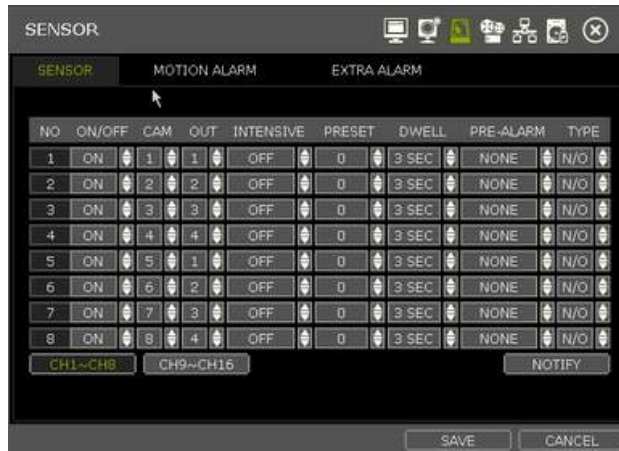 SENSOR
SENSOR MOTION ALARM EXTRA ALARM
NO ON/OFF CAM OUT INTENSIVE PRESET DWELL PRE-ALARM TYPE
1 ON 1 1 OFF 0 3 SEC NONE N/O
2 ON 2 2 OFF 0 3 SEC NONE N/O
3 ON 3 3 OFF 0 3 SEC NONE N/O
4 ON 4 4 OFF 0 3 SEC NONE N/O
5 ON 5 1 OFF 0 3 SEC NONE N/O
6 ON 6 2 OFF 0 3 SEC NONE N/O
7 ON 7 3 OFF 0 3 SEC NONE N/O
8 ON 8 4 OFF 0 3 SEC NONE N/O
CH1~CH8 CH9~CH16 NOTIFY
SAVE CANCEL